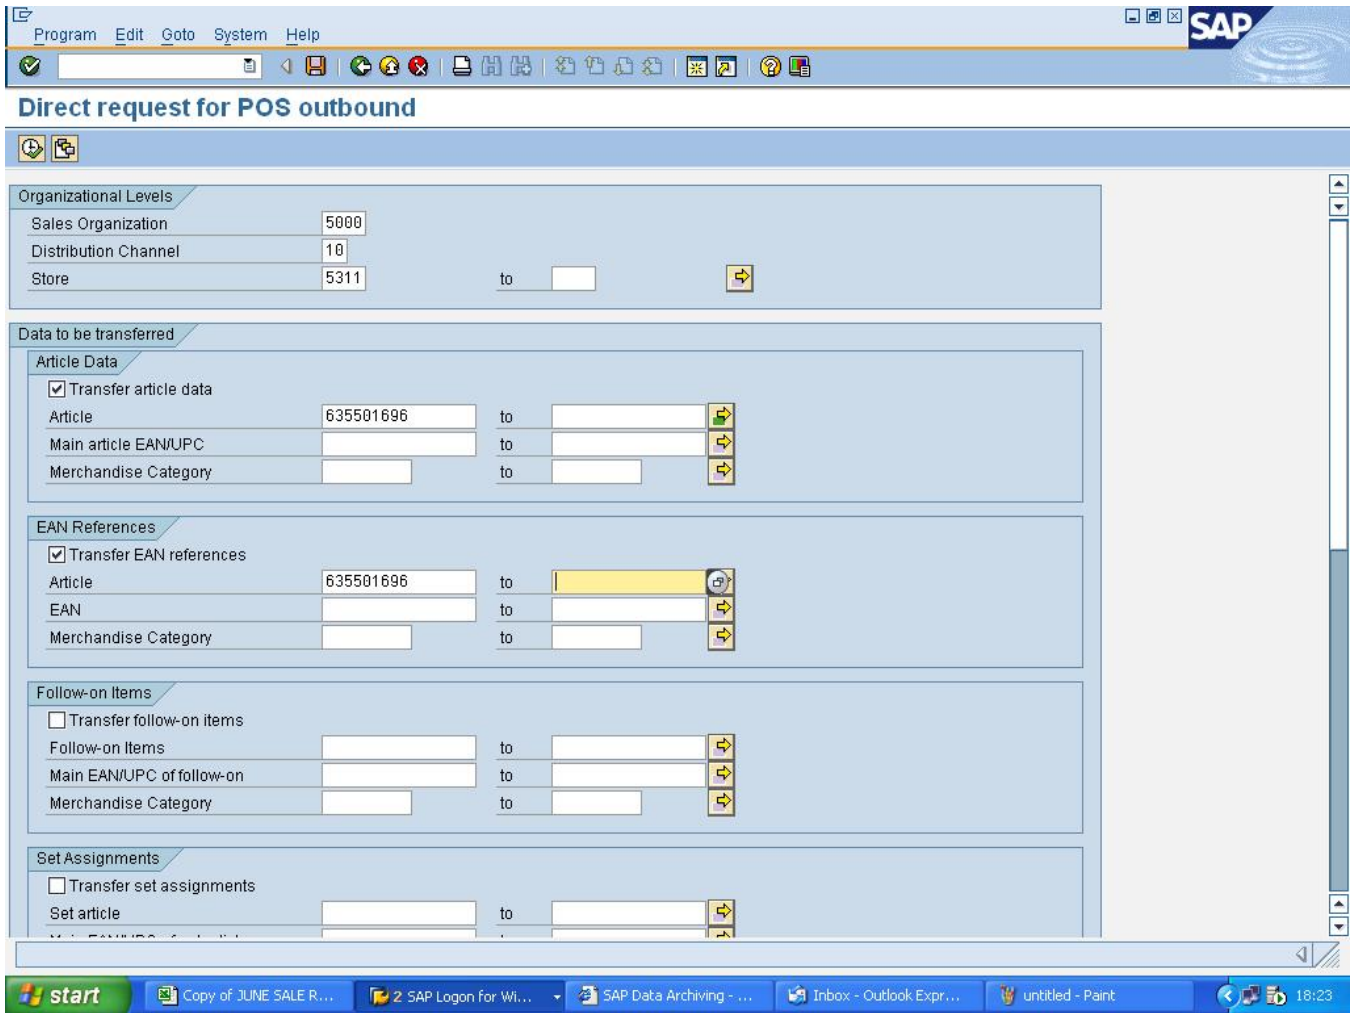 Program Edit Goto System Help
SAP
Direct request for POS outbound
Organizational Levels
Sales Organization 5000
Distribution Channel 10
Store 5311 to
Data to be transferred
Article Data
Transfer article data
Article 635501696 to
Main article EAN/UPC to
Merchandise Category to
EAN References
Transfer EAN references
Article 635501696 to
EAN to
Merchandise Category to
Follow-on Items
Transfer follow-on items
Follow-on Items to
Main EAN/UPC of follow-on to
Merchandise Category to
Set Assignments
Transfer set assignments
Set article to
start Copy of JUNE SALE R... 2 SAP Logon for Wi... SAP Data Archiving - ... Inbox - Outlook Expr... untitled - Paint 18:23